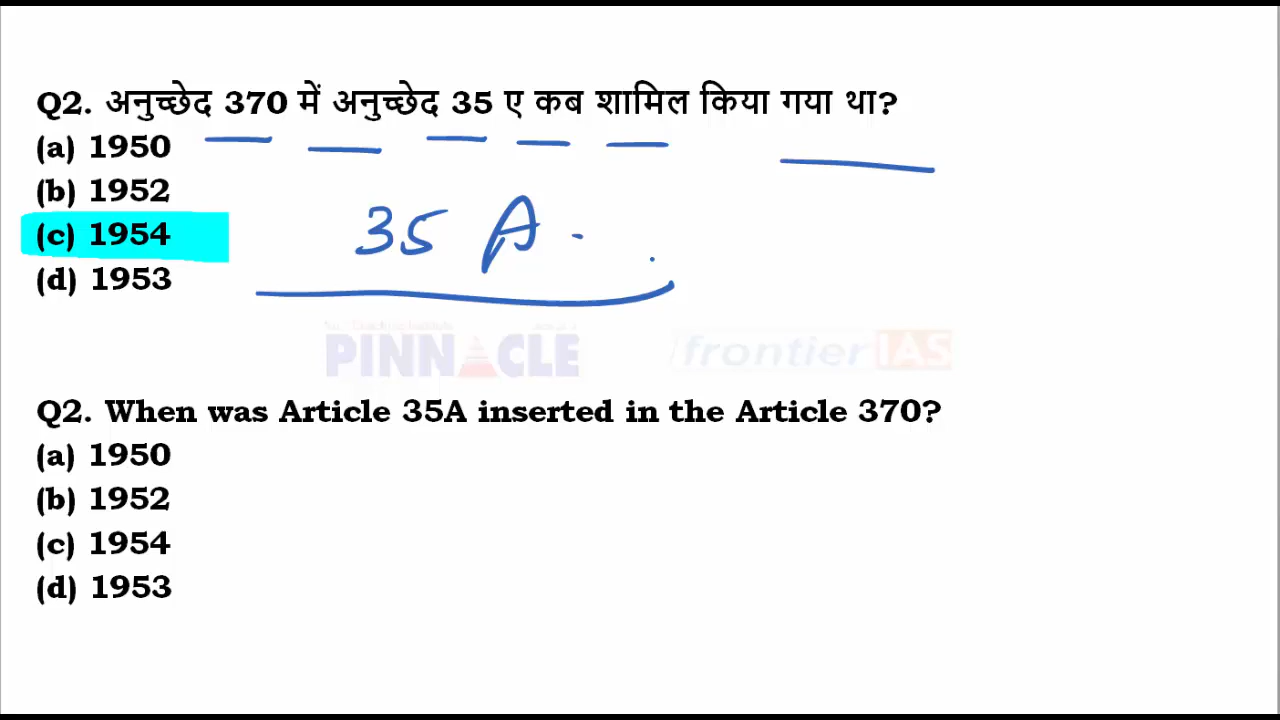 Q2. अनुच्छेद 370 में अनुच्छेद 35 ए कब शामिल किया गया था?
(a) 1950
(b) 1952
(c) 1954
(d) 1953
35 A.
PINNACLE frontier IAS
Q2. When was Article 35A inserted in the Article 370?
(a) 1950
(b) 1952
(c) 1954
(d) 1953